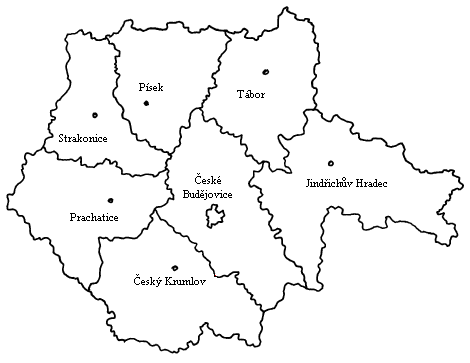 Písek
Tábor
Strakonice
České
Budějovice
Jindřichův Hradec
Prachatice
Český Krumlov